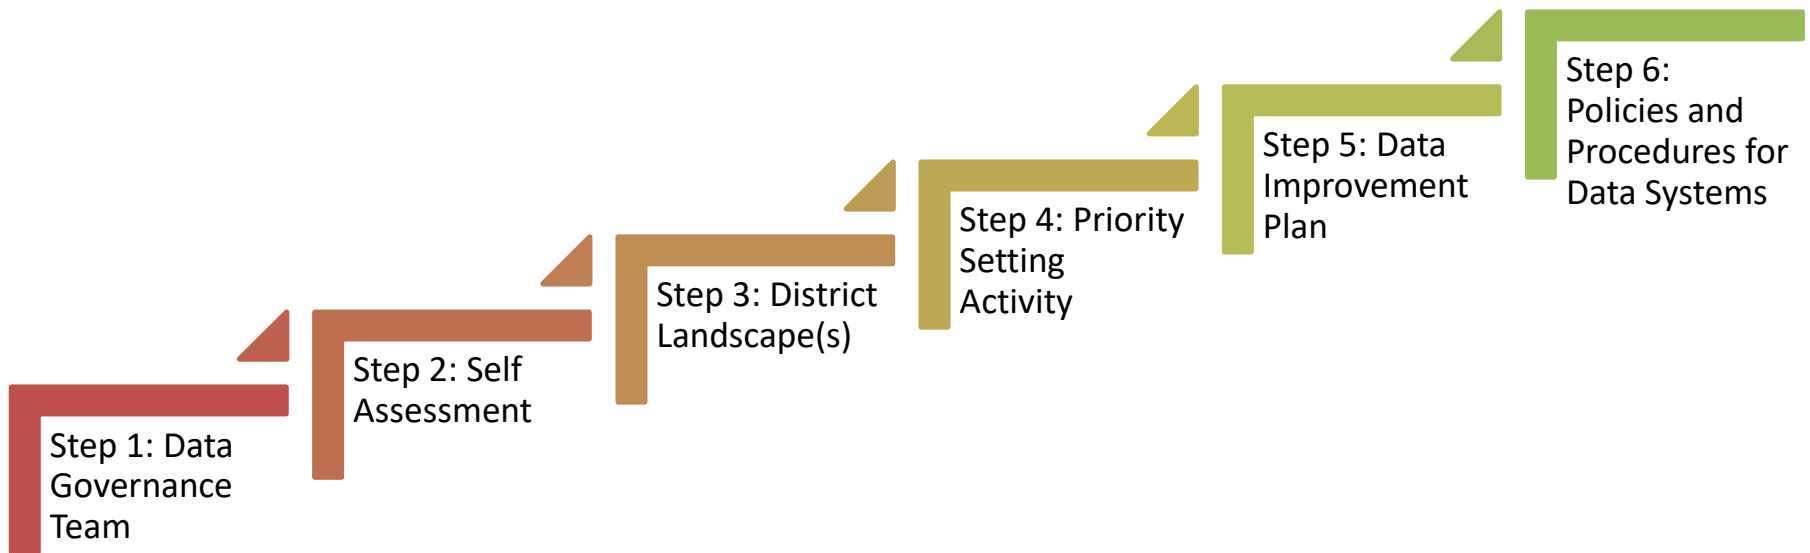 Step 1: Data
Governance
Team
Step 2: Self
Assessment
Step 3: District
Landscape(s)
Step 4: Priority
Setting
Activity
Step 5: Data
Improvement
Plan
Step 6:
Policies and
Procedures for
Data Systems